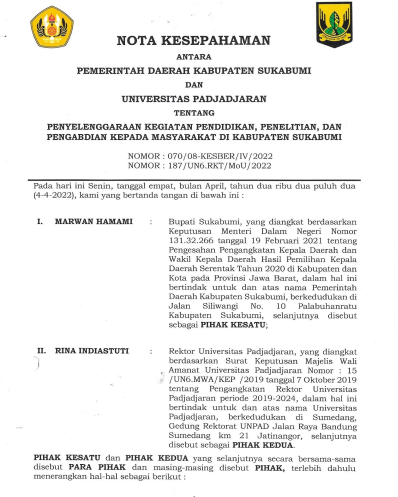 NOTA KESEPAHAMAN
ANTARA
PEMERINTAH DAERAH KABUPATEN SUKABUMI
DAN
UNIVERSITAS PADJADJARAN
TENTANG
PENYELENGGARAAN KEGIATAN PENDIDIKAN, PENELITIAN, DAN
PENGABDIAN KEPADA MASYARAKAT DI KABUPATEN SUKABUMI
NOMOR : 070/08-KESBER/IV/2022
NOMOR : 187/UN6.RKT/MoU/2022
Pada hari ini Senin, tanggal empat, bulan April, tahun dua ribu dua puluh dua
(4-4-2022), kami yang bertanda tangan di bawah ini :
I. MARWAN HAMAMI : Bupati Sukabumi, yang diangkat berdasarkan
Keputusan Menteri Dalam Negeri Nomor
131.32.266 tanggal 19 Februari 2021 tentang
Pengesahan Pengangkatan Kepala Daerah dan
Wakil Kepala Daerah Hasil Pemilihan Kepala
Daerah Serentak Tahun 2020 di Kabupaten dan
Kota pada Provinsi Jawa Barat, dalam hal ini
bertindak untuk dan atas nama Pemerintah
Daerah Kabupaten Sukabumi, berkedudukan di
Jalan Siliwangi No. 10 Palabuhanratu
Kabupaten Sukabumi, selanjutnya disebut
sebagai PIHAK KESATU;
II. RINA INDIASTUTI : Rektor Universitas Padjadjaran, yang diangkat
berdasarkan Surat Keputusan Majelis Wali
Amanat Universitas Padjadjaran Nomor : 15
/UN6.MWA/KEP /2019 tanggal 7 Oktober 2019
tentang Pengangkatan Rektor Universitas
Padjadjaran periode 2019-2024, dalam hal ini
bertindak untuk dan atas nama Universitas
Padjadjaran, berkedudukan di Sumedang,
Gedung Rektorat UNPAD Jalan Raya Bandung
Sumedang km 21 Jatinangor, selanjutnya
disebut sebagai PIHAK KEDUA.
PIHAK KESATU dan PIHAK KEDUA yang selanjutnya secara bersama-sama
disebut PARA PIHAK dan masing-masing disebut PIHAK, terlebih dahulu
menerangkan hal-hal sebagai berikut :